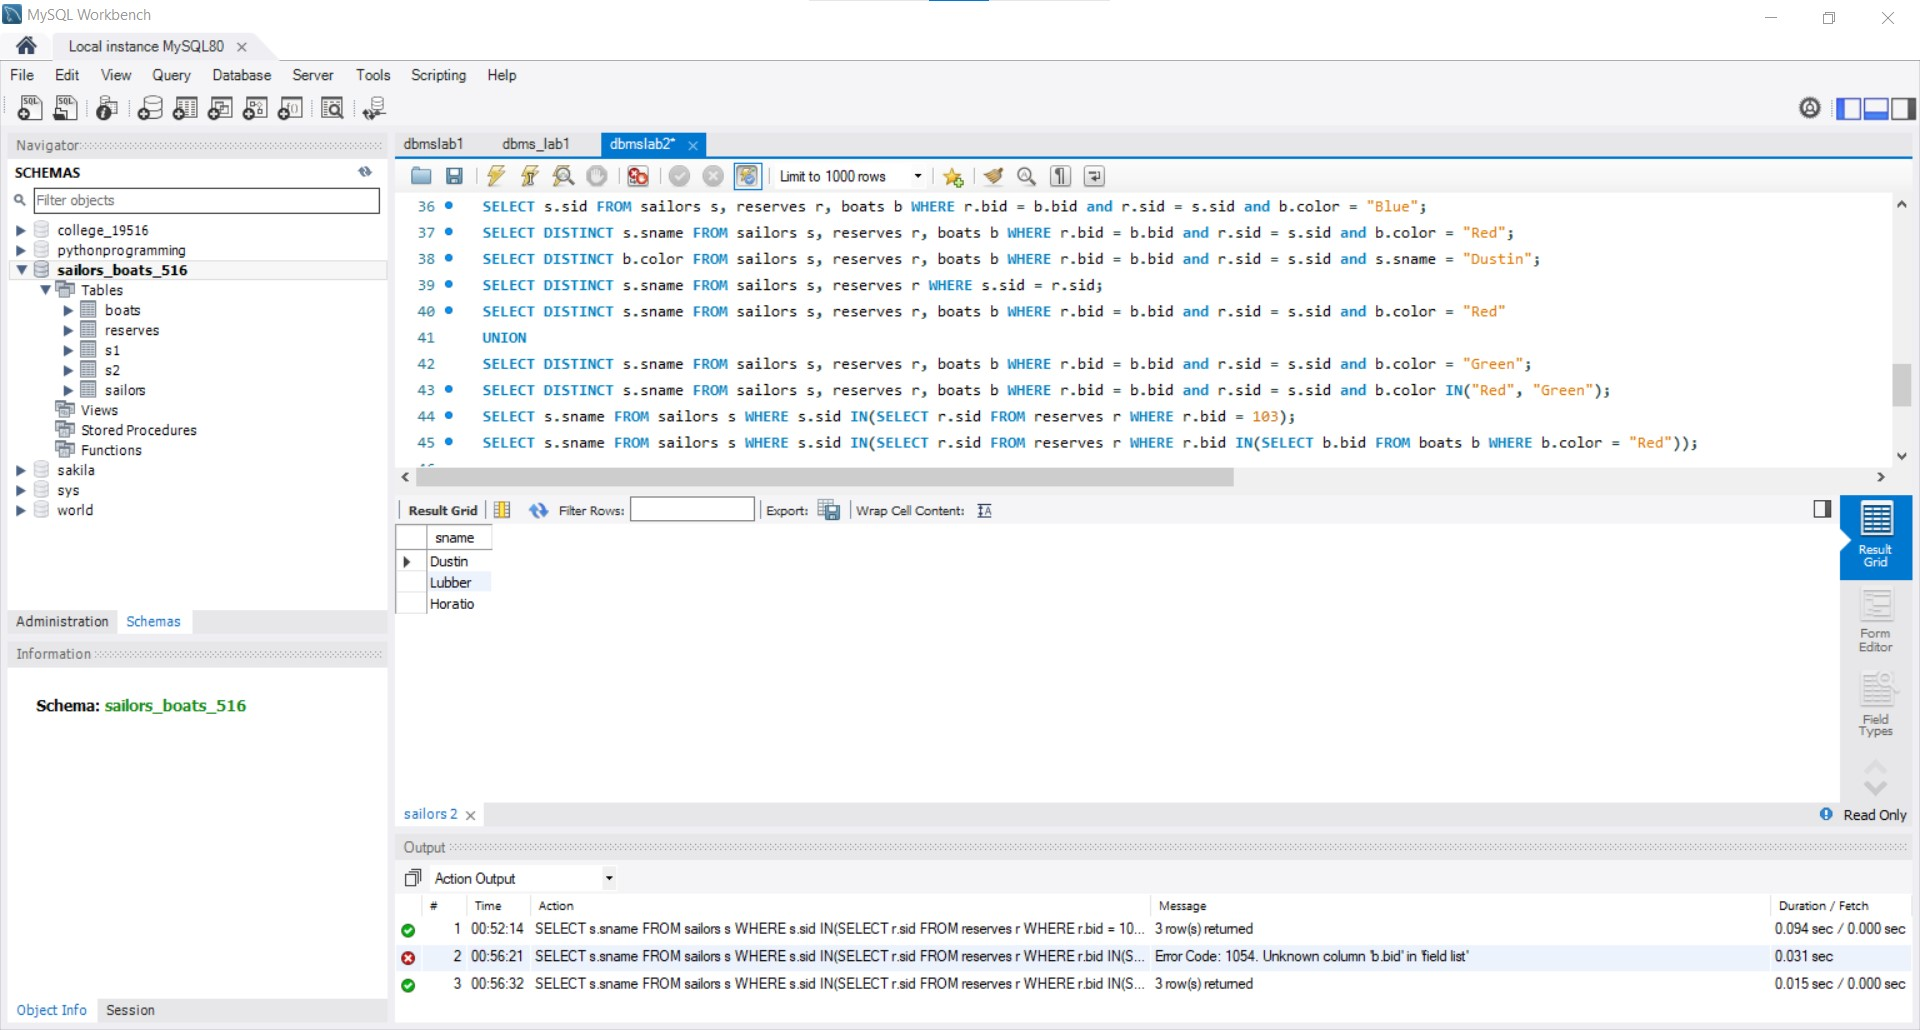 MySQL Workbench
Local instance MySQL80
File Edit View Query Database Server Tools Scripting Help
Navigator
SCHEMAS
Filter objects
college_19516
pythonprogramming
sailors_boats_516
Tables
boats
reserves
s1
s2
sailors
Views
Stored Procedures
Functions
sakila
sys
world
Administration Schemas
Information
Schema: sailors_boats_516
Object Info Session
dbmslab1 dbms_lab1 dbmslab2*
Limit to 1000 rows
36 SELECT s.sid FROM sailors s, reserves r, boats b WHERE r.bid = b.bid and r.sid = s.sid and b.color = "Blue";
37 SELECT DISTINCT s.sname FROM sailors s, reserves r, boats b WHERE r.bid = b.bid and r.sid = s.sid and b.color = "Red";
38 SELECT DISTINCT b.color FROM sailors s, reserves r, boats b WHERE r.bid = b.bid and r.sid = s.sid and s.sname = "Dustin";
39 SELECT DISTINCT s.sname FROM sailors s, reserves r WHERE s.sid = r.sid;
40 SELECT DISTINCT s.sname FROM sailors s, reserves r, boats b WHERE r.bid = b.bid and r.sid = s.sid and b.color = "Red"
41 UNION
42 SELECT DISTINCT s.sname FROM sailors s, reserves r, boats b WHERE r.bid = b.bid and r.sid = s.sid and b.color = "Green";
43 SELECT DISTINCT s.sname FROM sailors s, reserves r, boats b WHERE r.bid = b.bid and r.sid = s.sid and b.color IN("Red", "Green");
44 SELECT s.sname FROM sailors s WHERE s.sid IN(SELECT r.sid FROM reserves r WHERE r.bid = 103);
45 SELECT s.sname FROM sailors s WHERE s.sid IN(SELECT r.sid FROM reserves r WHERE r.bid IN(SELECT b.bid FROM boats b WHERE b.color = "Red"));
Result Grid Filter Rows: Export: Wrap Cell Content:
sname
Dustin
Lubber
Horatio
Result
Grid
Form
Editor
Field
Types
sailors 2
Read Only
Output
Action Output
# Time Action Message Duration / Fetch
1 00:52:14 SELECT s.sname FROM sailors s WHERE s.sid IN(SELECT r.sid FROM reserves r WHERE r.bid = 10... 3 row(s) returned 0.094 sec / 0.000 sec
2 00:56:21 SELECT s.sname FROM sailors s WHERE s.sid IN(SELECT r.sid FROM reserves r WHERE r.bid IN(S... Error Code: 1054. Unknown column 'b.bid' in 'field list' 0.031 sec
3 00:56:32 SELECT s.sname FROM sailors s WHERE s.sid IN(SELECT r.sid FROM reserves r WHERE r.bid IN(S... 3 row(s) returned 0.015 sec / 0.000 sec